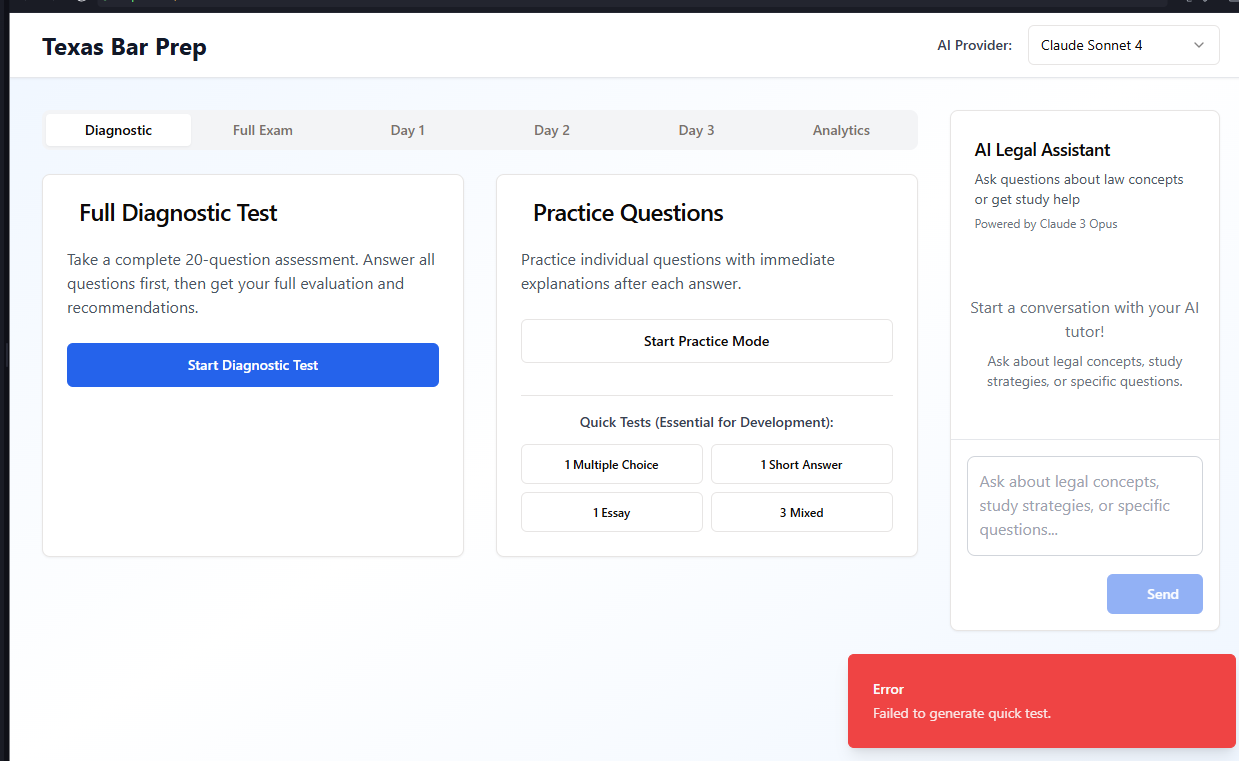 Texas Bar Prep
AI Provider:
Claude Sonnet 4
Diagnostic
Full Exam
Day 1
Day 2
Day 3
Analytics
Full Diagnostic Test
Take a complete 20-question assessment. Answer all
questions first, then get your full evaluation and
recommendations.
Start Diagnostic Test
Practice Questions
Practice individual questions with immediate
explanations after each answer.
Start Practice Mode
Quick Tests (Essential for Development):
1 Multiple Choice
1 Short Answer
1 Essay
3 Mixed
AI Legal Assistant
Ask questions about law concepts
or get study help
Powered by Claude 3 Opus
Start a conversation with your AI
tutor!
Ask about legal concepts, study
strategies, or specific questions.
Ask about legal concepts,
study strategies, or specific
questions...
Send
Error
Failed to generate quick test.